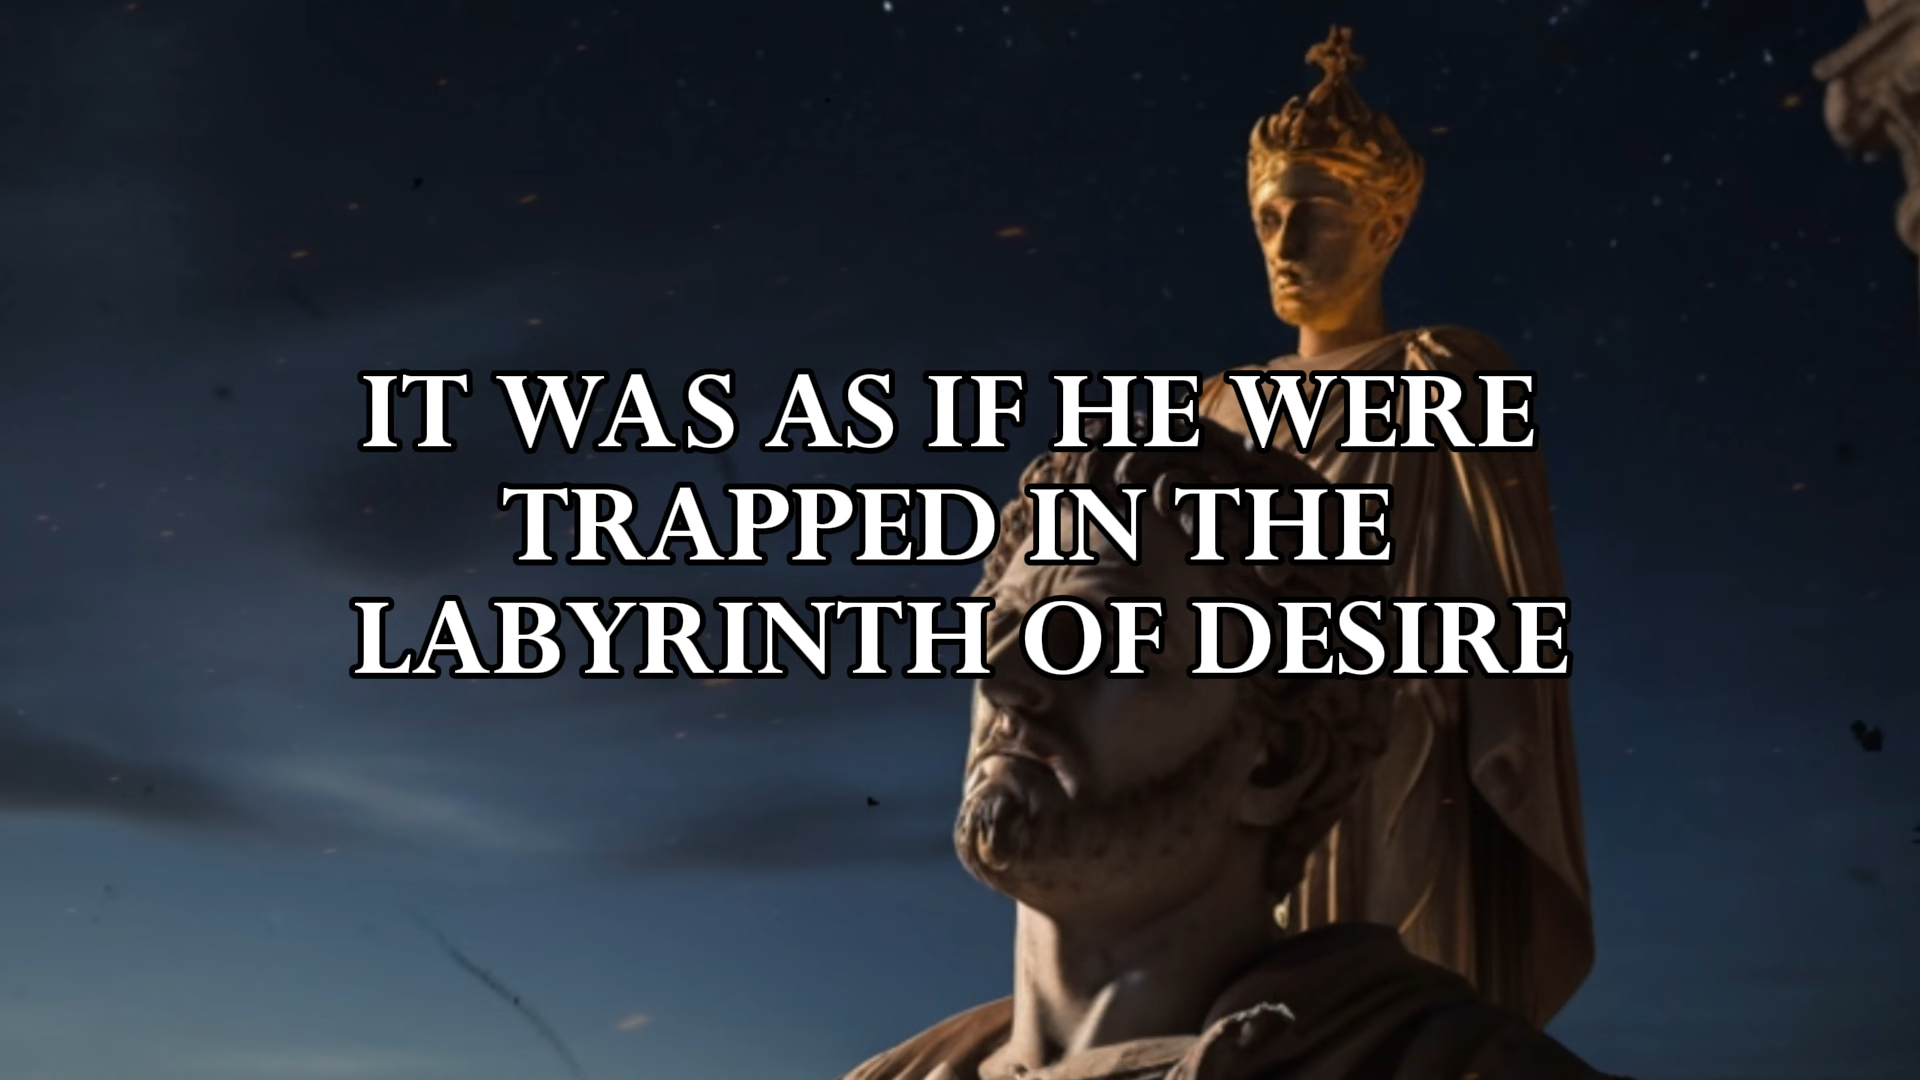 IT WAS AS IF HE WERE
TRAPPED IN THE
LABYRINTH OF DESIRE